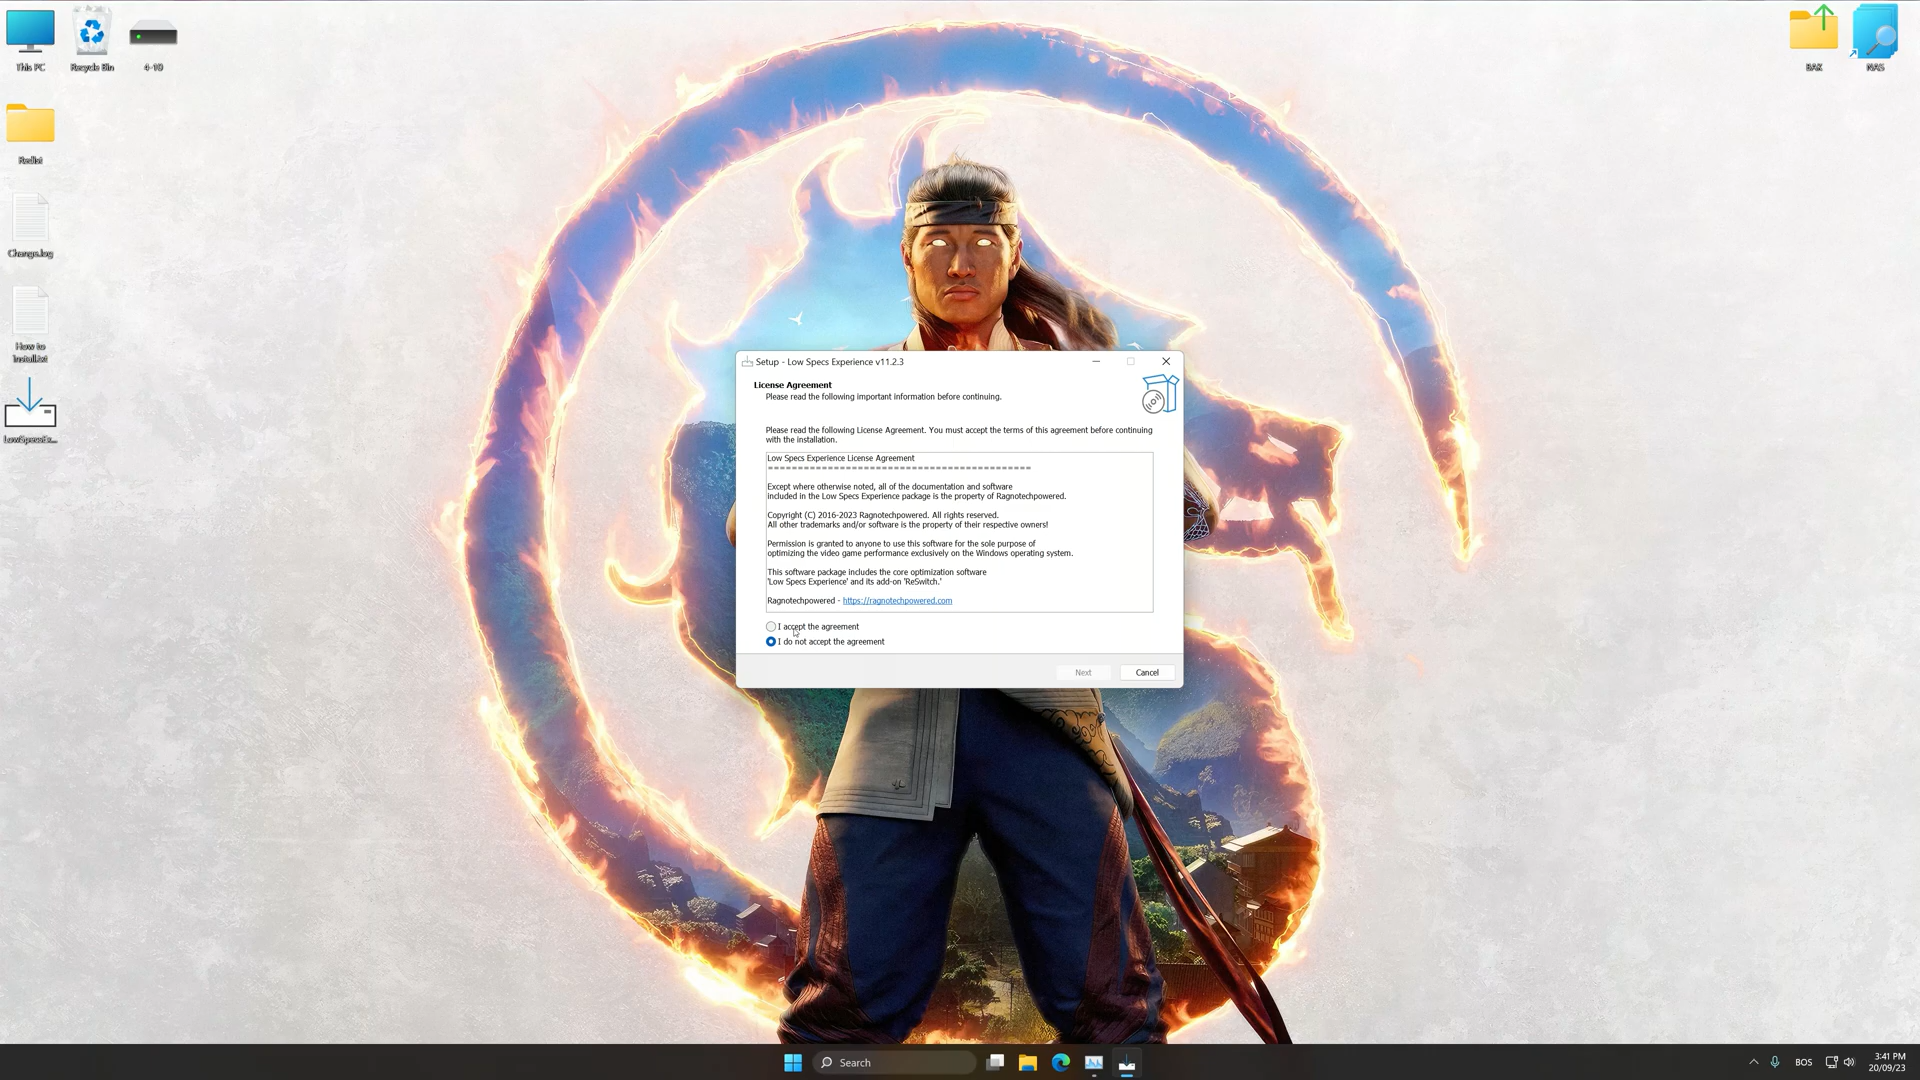 This PC
Recycle Bin
4-10
BAK
NAS
Redist
Change.log
How to
Install.txt
LowSpecsEx...
Setup - Low Specs Experience v11.2.3
License Agreement
Please read the following important information before continuing.
Please read the following License Agreement. You must accept the terms of this agreement before continuing
with the installation.
Low Specs Experience License Agreement
============================================
Except where otherwise noted, all of the documentation and software
included in the Low Specs Experience package is the property of Ragnotechpowered.
Copyright (C) 2016-2023 Ragnotechpowered. All rights reserved.
All other trademarks and/or software is the property of their respective owners!
Permission is granted to anyone to use this software for the sole purpose of
optimizing the video game performance exclusively on the Windows operating system.
This software package includes the core optimization software
'Low Specs Experience' and its add-on 'ReSwitch.'
Ragnotechpowered - https://ragnotechpowered.com
I accept the agreement
I do not accept the agreement
Next
Cancel
Search
BOS
3:41 PM
20/09/23